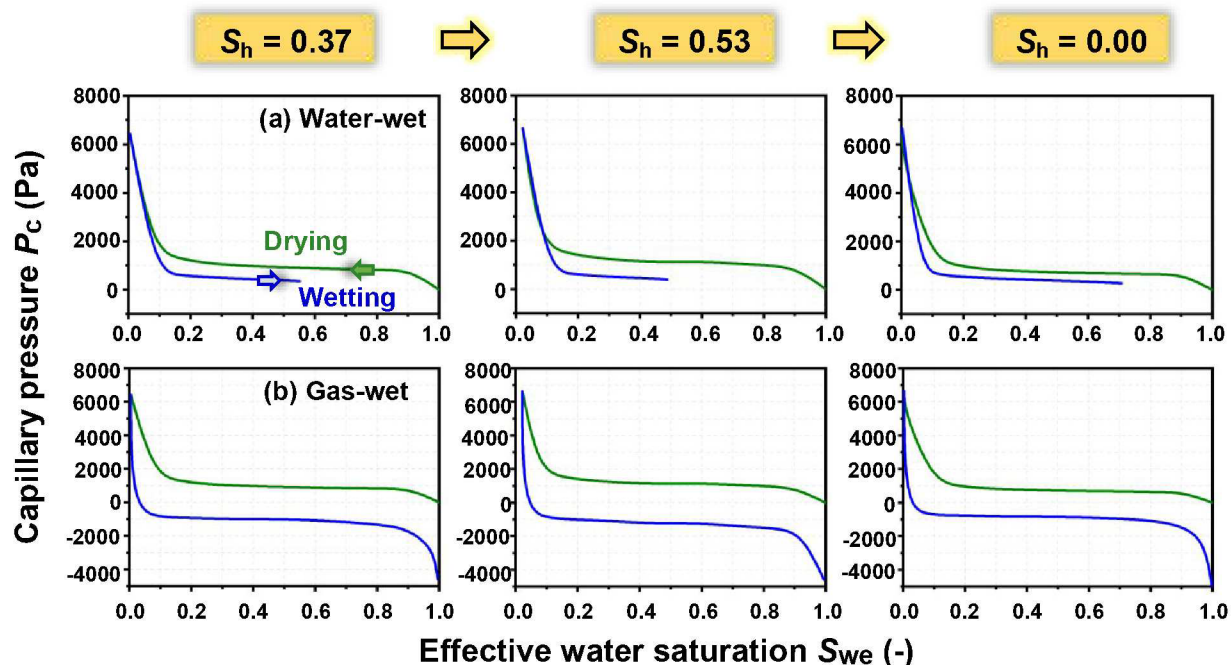 Sh = 0.37 Sh = 0.53 Sh = 0.00
Capillary pressure Pc (Pa)
8000 8000 8000
(a) Water-wet
6000 6000 6000
4000 4000 4000
2000 2000 2000
Drying
0 0 0
Wetting
0.0 0.2 0.4 0.6 0.8 1.0 0.0 0.2 0.4 0.6 0.8 1.0 0.0 0.2 0.4 0.6 0.8 1.0
8000 8000 8000
(b) Gas-wet
6000 6000 6000
4000 4000 4000
2000 2000 2000
0 0 0
-2000 -2000 -2000
-4000 -4000 -4000
0.0 0.2 0.4 0.6 0.8 1.0 0.0 0.2 0.4 0.6 0.8 1.0 0.0 0.2 0.4 0.6 0.8 1.0
Effective water saturation Swe (-)